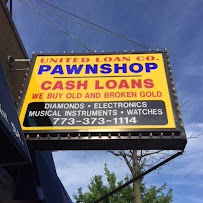 UNITED LOAN CO.
PAWNSHOP
CASH LOANS
WE BUY OLD AND BROKEN GOLD
DIAMONDS • ELECTRONICS
MUSICAL INSTRUMENTS • WATCHES
773-373-1114